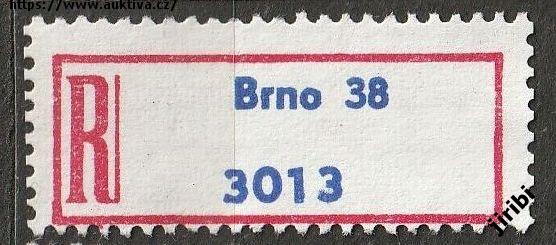 https://www.auktiva.cz/
R
Brno 38
3013
jiribi